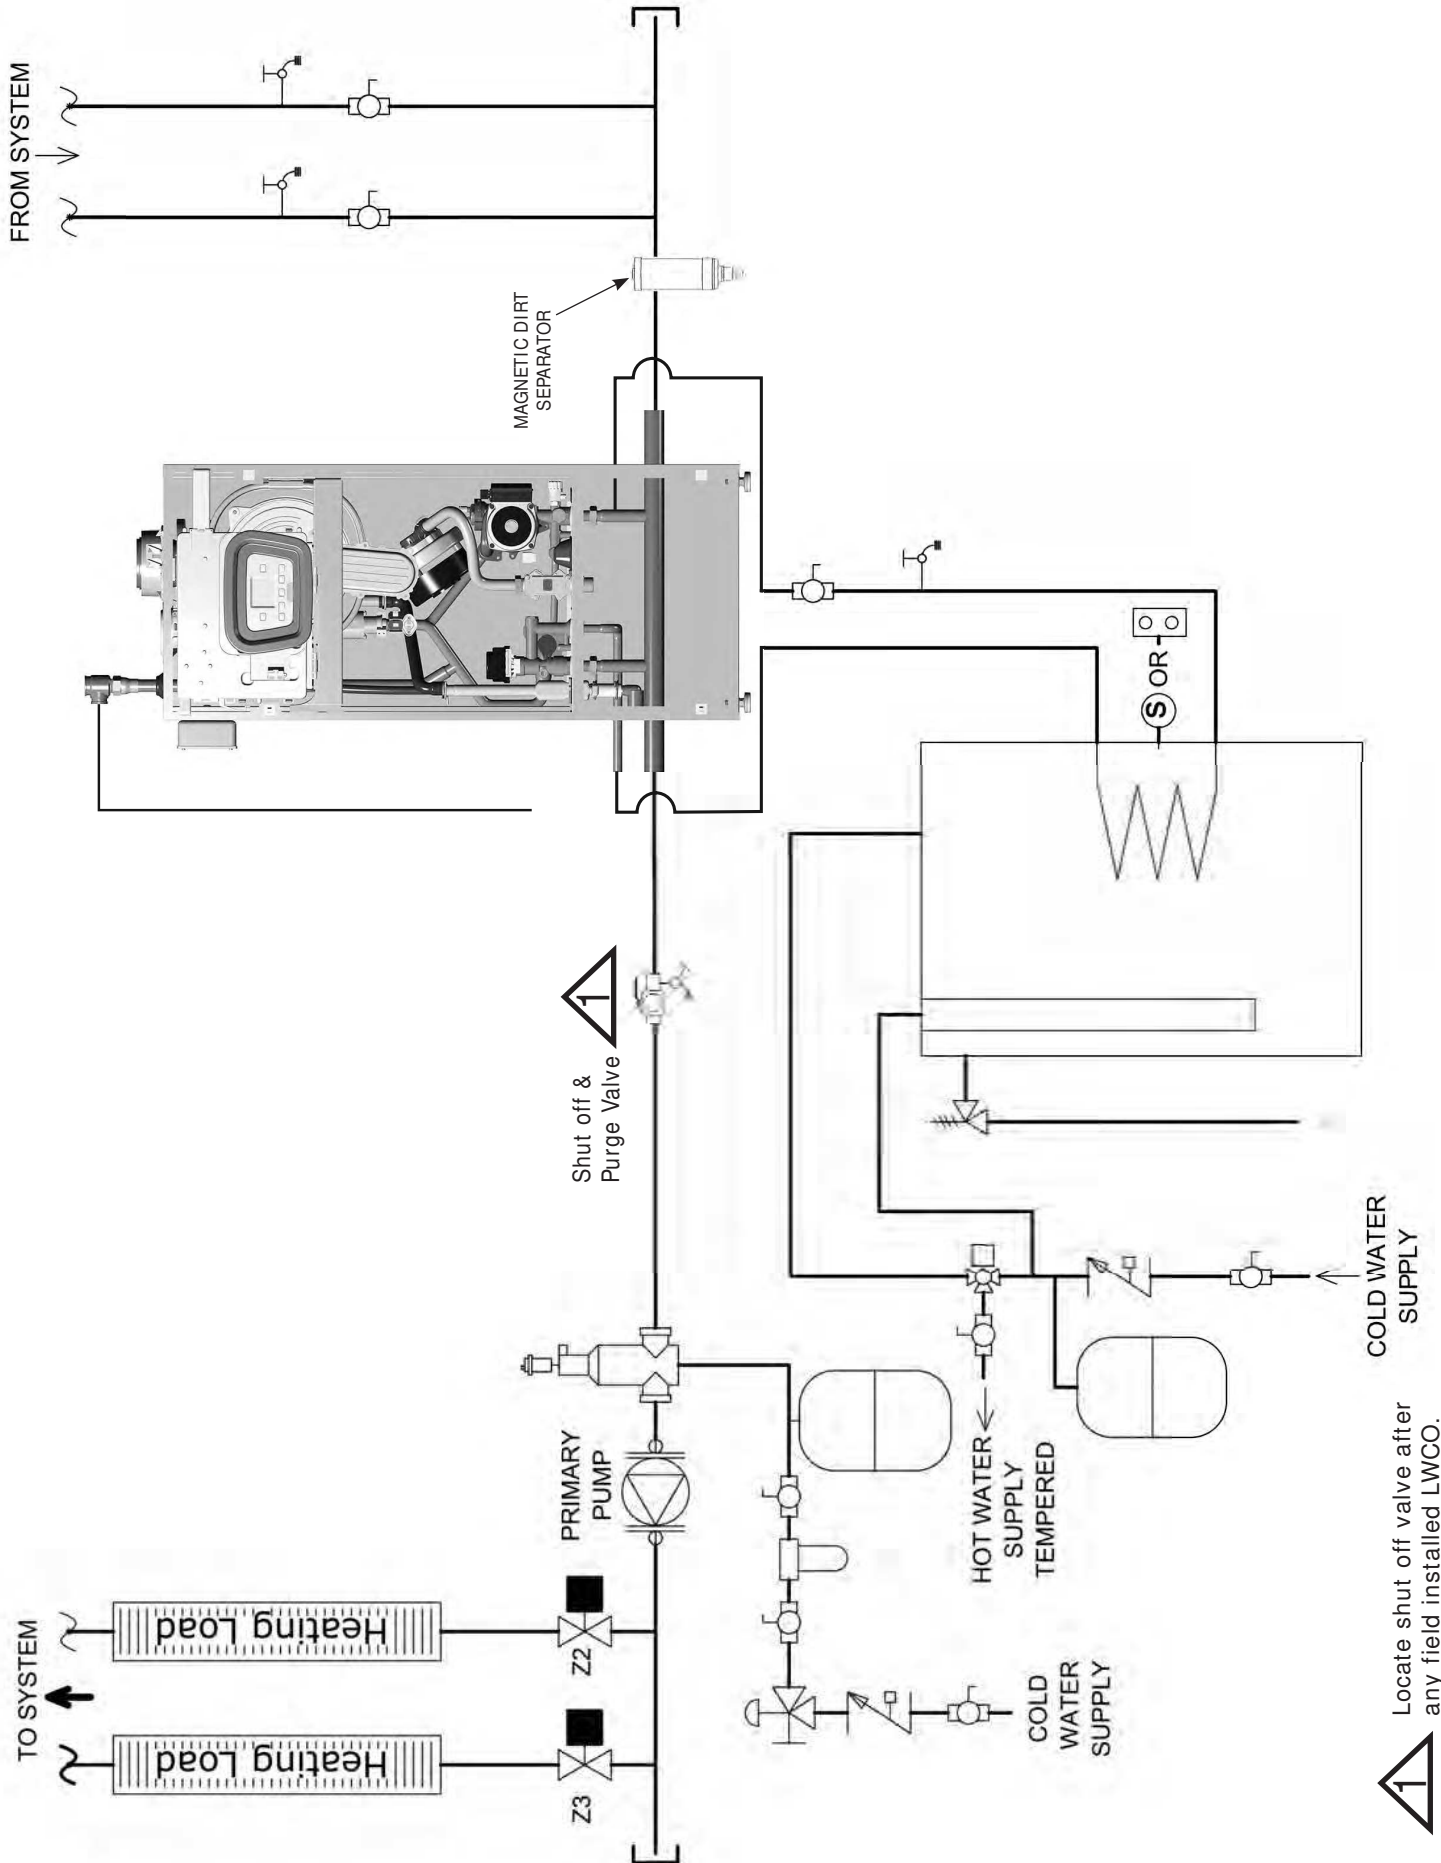 TO SYSTEM
FROM SYSTEM
Heating Load
Heating Load
Z3
Z2
PRIMARY
PUMP
Shut off &
Purge Valve
1
MAGNETIC DIRT
SEPARATOR
COLD
WATER
SUPPLY
HOT WATER
SUPPLY
TEMPERED
COLD WATER
SUPPLY
S OR
1
Locate shut off valve after
any field installed LWCO.